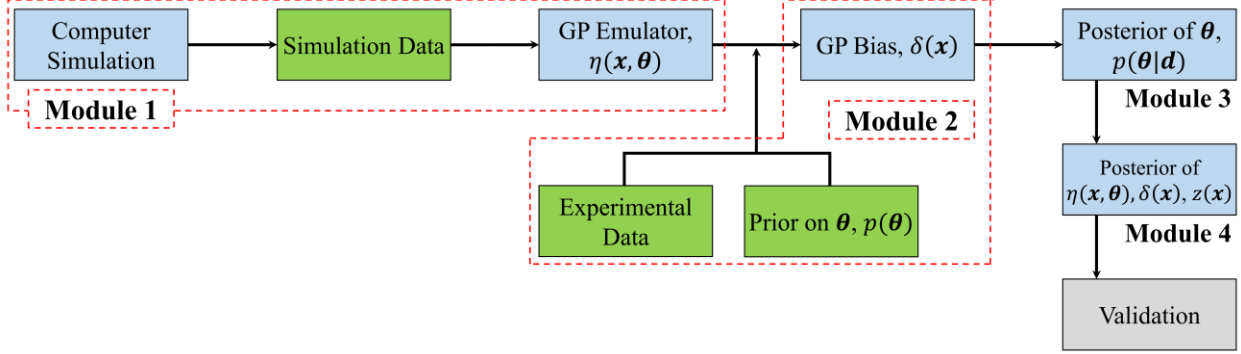 Computer
Simulation
Simulation Data
GP Emulator,
η(x, θ)
GP Bias, δ(x)
Posterior of θ,
p(θ|d)
Module 1
Module 2
Module 3
Experimental
Data
Prior on θ, p(θ)
Posterior of
η(x, θ), δ(x), z(x)
Module 4
Validation